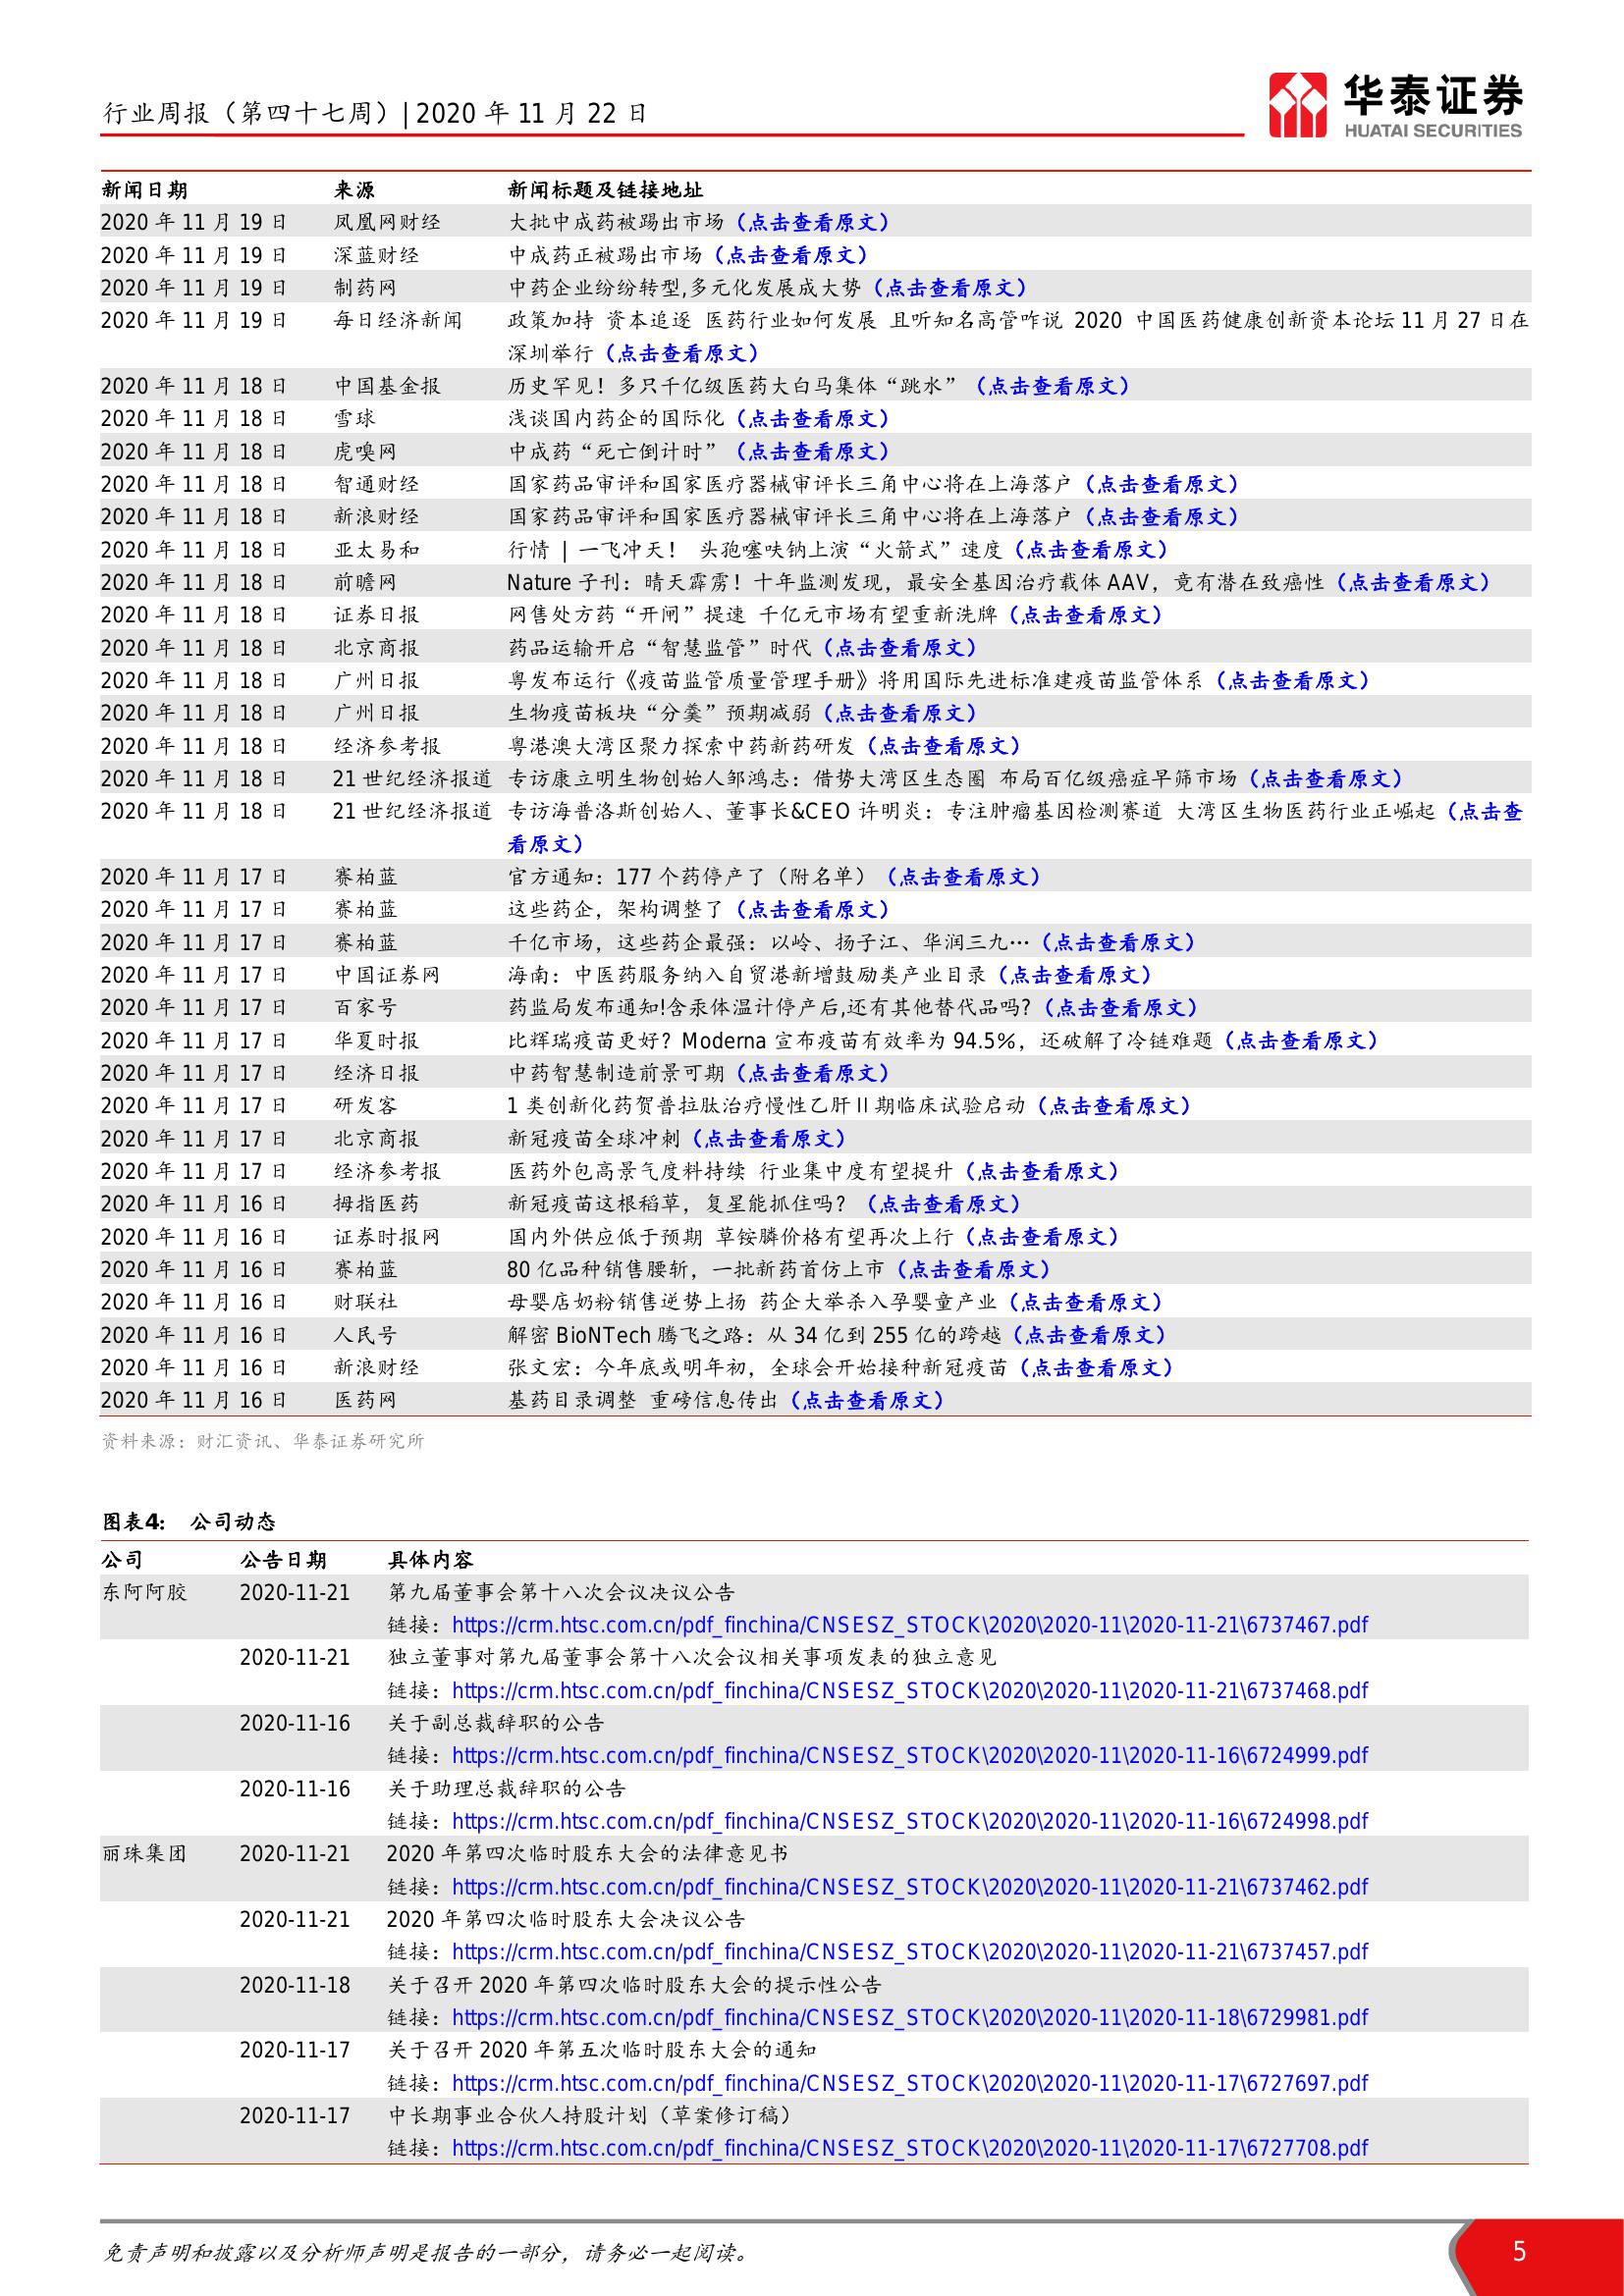 行业周报（第四十七周）| 2020 年 11 月 22 日
华泰证券
HUATAI SECURITIES
新闻日期 来源 新闻标题及链接地址
2020 年 11 月 19 日 凤凰网财经 大批中成药被踢出市场（点击查看原文）
2020 年 11 月 19 日 深蓝财经 中成药正被踢出市场（点击查看原文）
2020 年 11 月 19 日 制药网 中药企业纷纷转型,多元化发展成大势（点击查看原文）
2020 年 11 月 19 日 每日经济新闻 政策加持 资本追逐 医药行业如何发展 且听知名高管咋说 2020 中国医药健康创新资本论坛 11 月 27 日在
深圳举行（点击查看原文）
2020 年 11 月 18 日 中国基金报 历史罕见！多只千亿级医药大白马集体“跳水”（点击查看原文）
2020 年 11 月 18 日 雪球 浅谈国内药企的国际化（点击查看原文）
2020 年 11 月 18 日 虎嗅网 中成药“死亡倒计时”（点击查看原文）
2020 年 11 月 18 日 智通财经 国家药品审评和国家医疗器械审评长三角中心将在上海落户（点击查看原文）
2020 年 11 月 18 日 新浪财经 国家药品审评和国家医疗器械审评长三角中心将在上海落户（点击查看原文）
2020 年 11 月 18 日 亚太易和 行情 | 一飞冲天！ 头孢噻呋钠上演“火箭式”速度（点击查看原文）
2020 年 11 月 18 日 前瞻网 Nature 子刊：晴天霹雳！十年监测发现，最安全基因治疗载体 AAV，竟有潜在致癌性（点击查看原文）
2020 年 11 月 18 日 证券日报 网售处方药“开闸”提速 千亿元市场有望重新洗牌（点击查看原文）
2020 年 11 月 18 日 北京商报 药品运输开启“智慧监管”时代（点击查看原文）
2020 年 11 月 18 日 广州日报 粤发布运行《疫苗监管质量管理手册》将用国际先进标准建疫苗监管体系（点击查看原文）
2020 年 11 月 18 日 广州日报 生物疫苗板块“分羹”预期减弱（点击查看原文）
2020 年 11 月 18 日 经济参考报 粤港澳大湾区聚力探索中药新药研发（点击查看原文）
2020 年 11 月 18 日 21 世纪经济报道 专访康立明生物创始人邹鸿志：借势大湾区生态圈 布局百亿级癌症早筛市场（点击查看原文）
2020 年 11 月 18 日 21 世纪经济报道 专访海普洛斯创始人、董事长&CEO 许明炎：专注肿瘤基因检测赛道 大湾区生物医药行业正崛起（点击查
看原文）
2020 年 11 月 17 日 赛柏蓝 官方通知：177 个药停产了（附名单）（点击查看原文）
2020 年 11 月 17 日 赛柏蓝 这些药企，架构调整了（点击查看原文）
2020 年 11 月 17 日 赛柏蓝 千亿市场，这些药企最强：以岭、扬子江、华润三九…（点击查看原文）
2020 年 11 月 17 日 中国证券网 海南：中医药服务纳入自贸港新增鼓励类产业目录（点击查看原文）
2020 年 11 月 17 日 百家号 药监局发布通知!含汞体温计停产后,还有其他替代品吗?（点击查看原文）
2020 年 11 月 17 日 华夏时报 比辉瑞疫苗更好？Moderna 宣布疫苗有效率为 94.5%，还破解了冷链难题（点击查看原文）
2020 年 11 月 17 日 经济日报 中药智慧制造前景可期（点击查看原文）
2020 年 11 月 17 日 研发客 1 类创新化药贺普拉肽治疗慢性乙肝 II 期临床试验启动（点击查看原文）
2020 年 11 月 17 日 北京商报 新冠疫苗全球冲刺（点击查看原文）
2020 年 11 月 17 日 经济参考报 医药外包高景气度料持续 行业集中度有望提升（点击查看原文）
2020 年 11 月 16 日 拇指医药 新冠疫苗这根稻草，复星能抓住吗？（点击查看原文）
2020 年 11 月 16 日 证券时报网 国内外供应低于预期 草铵膦价格有望再次上行（点击查看原文）
2020 年 11 月 16 日 赛柏蓝 80 亿品种销售腰斩，一批新药首仿上市（点击查看原文）
2020 年 11 月 16 日 财联社 母婴店奶粉销售逆势上扬 药企大举杀入孕婴童产业（点击查看原文）
2020 年 11 月 16 日 人民号 解密 BioNTech 腾飞之路：从 34 亿到 255 亿的跨越（点击查看原文）
2020 年 11 月 16 日 新浪财经 张文宏：今年底或明年初，全球会开始接种新冠疫苗（点击查看原文）
2020 年 11 月 16 日 医药网 基药目录调整 重磅信息传出（点击查看原文）
资料来源：财汇资讯、华泰证券研究所
图表4： 公司动态
公司 公告日期 具体内容
东阿阿胶 2020-11-21 第九届董事会第十八次会议决议公告
链接：https://crm.htsc.com.cn/pdf_finchina/CNSESZ_STOCK\2020\2020-11\2020-11-21\6737467.pdf
2020-11-21 独立董事对第九届董事会第十八次会议相关事项发表的独立意见
链接：https://crm.htsc.com.cn/pdf_finchina/CNSESZ_STOCK\2020\2020-11\2020-11-21\6737468.pdf
2020-11-16 关于副总裁辞职的公告
链接：https://crm.htsc.com.cn/pdf_finchina/CNSESZ_STOCK\2020\2020-11\2020-11-16\6724999.pdf
2020-11-16 关于助理总裁辞职的公告
链接：https://crm.htsc.com.cn/pdf_finchina/CNSESZ_STOCK\2020\2020-11\2020-11-16\6724998.pdf
丽珠集团 2020-11-21 2020 年第四次临时股东大会的法律意见书
链接：https://crm.htsc.com.cn/pdf_finchina/CNSESZ_STOCK\2020\2020-11\2020-11-21\6737462.pdf
2020-11-21 2020 年第四次临时股东大会决议公告
链接：https://crm.htsc.com.cn/pdf_finchina/CNSESZ_STOCK\2020\2020-11\2020-11-21\6737457.pdf
2020-11-18 关于召开 2020 年第四次临时股东大会的提示性公告
链接：https://crm.htsc.com.cn/pdf_finchina/CNSESZ_STOCK\2020\2020-11\2020-11-18\6729981.pdf
2020-11-17 关于召开 2020 年第五次临时股东大会的通知
链接：https://crm.htsc.com.cn/pdf_finchina/CNSESZ_STOCK\2020\2020-11\2020-11-17\6727697.pdf
2020-11-17 中长期事业合伙人持股计划（草案修订稿）
链接：https://crm.htsc.com.cn/pdf_finchina/CNSESZ_STOCK\2020\2020-11\2020-11-17\6727708.pdf
免责声明和披露以及分析师声明是报告的一部分，请务必一起阅读。
5